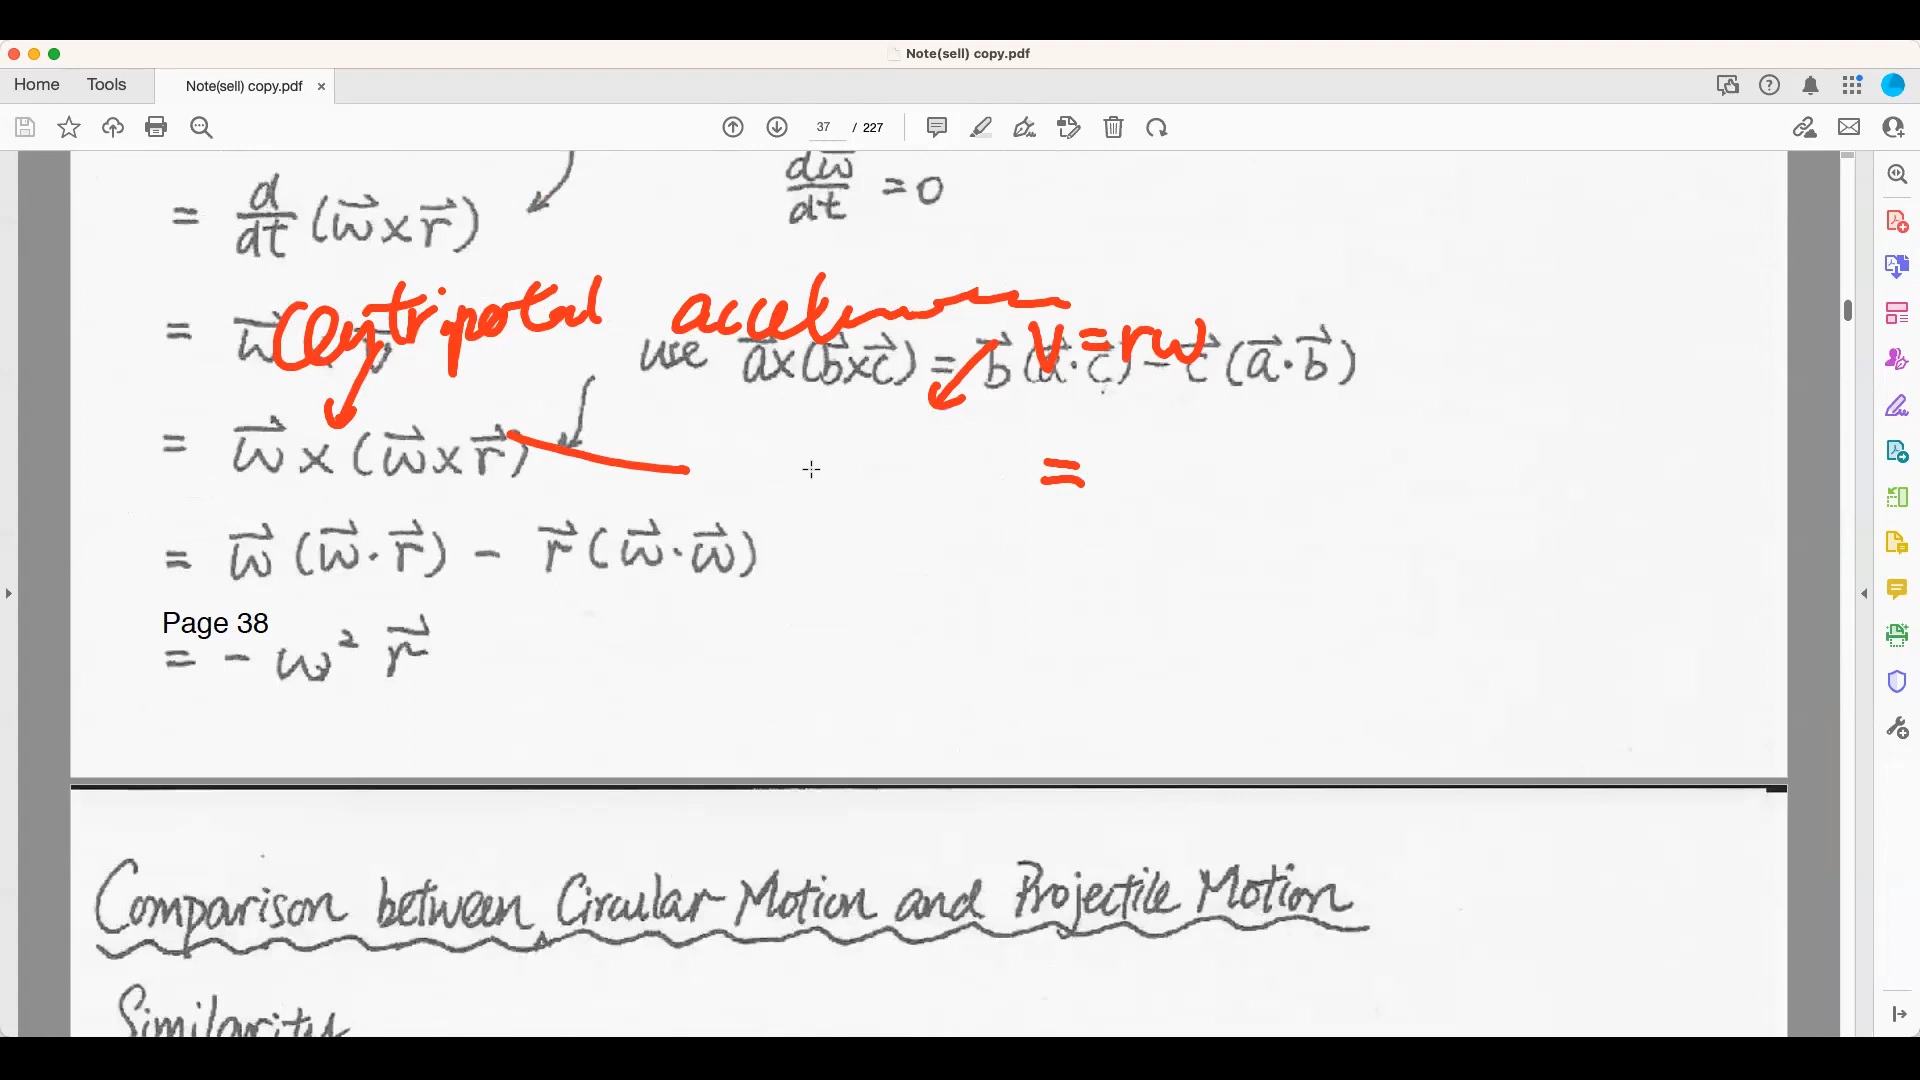 Note(sell) copy.pdf
Home Tools Note(sell) copy.pdf ×
37 / 227
= d/dt (ω⃗ × r⃗) dω⃗/dt = 0
centripetal
= ω⃗ × v⃗ use a⃗×(b⃗×c⃗) = b⃗(a⃗·c⃗) - c⃗(a⃗·b⃗)
v = rω
= ω⃗ × (ω⃗ × r⃗)
=
= ω⃗ (ω⃗·r⃗) - r⃗ (ω⃗·ω⃗)
Page 38
= - ω² r⃗
Comparison between Circular Motion and Projectile Motion
Similarity